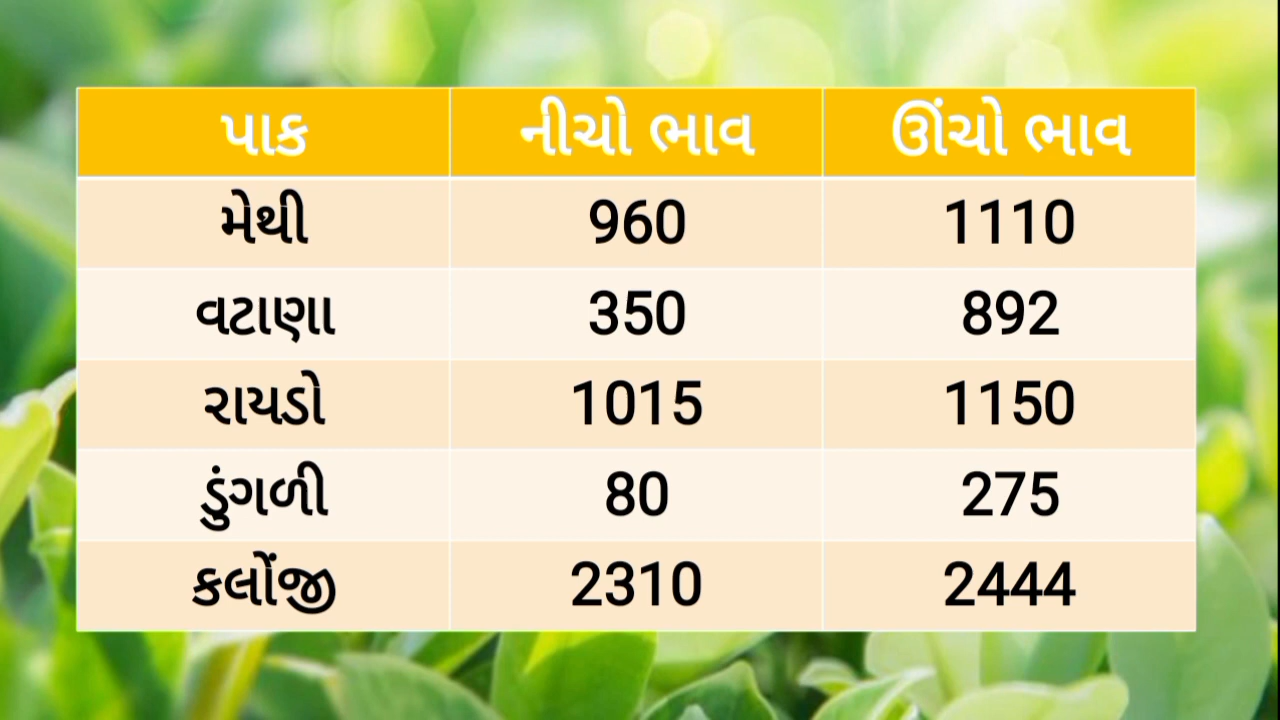 પાક નીચો ભાવ ઊંચો ભાવ
મેથી 960 1110
વટાણા 350 892
રાયડો 1015 1150
ડુંગળી 80 275
કલોંજી 2310 2444